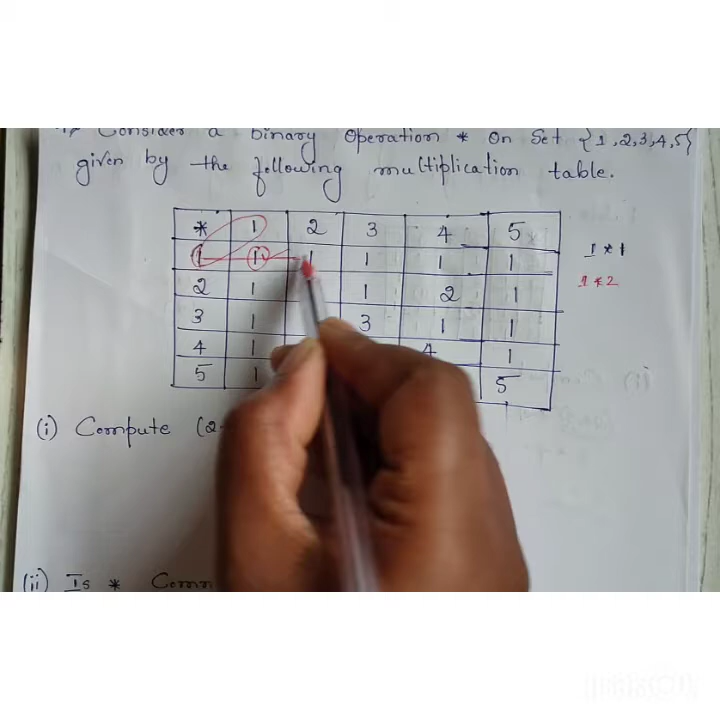 Consider a binary Operation * On Set {1,2,3,4,5}
given by the following multiplication table.
* 1 2 3 4 5
1 1 1 1 1 1 1 * 1
2 1 1 2 1 1 * 2
3 1 3 1 1
4 1 4 1
5 1 5
(i) Compute (2
(ii) Is *